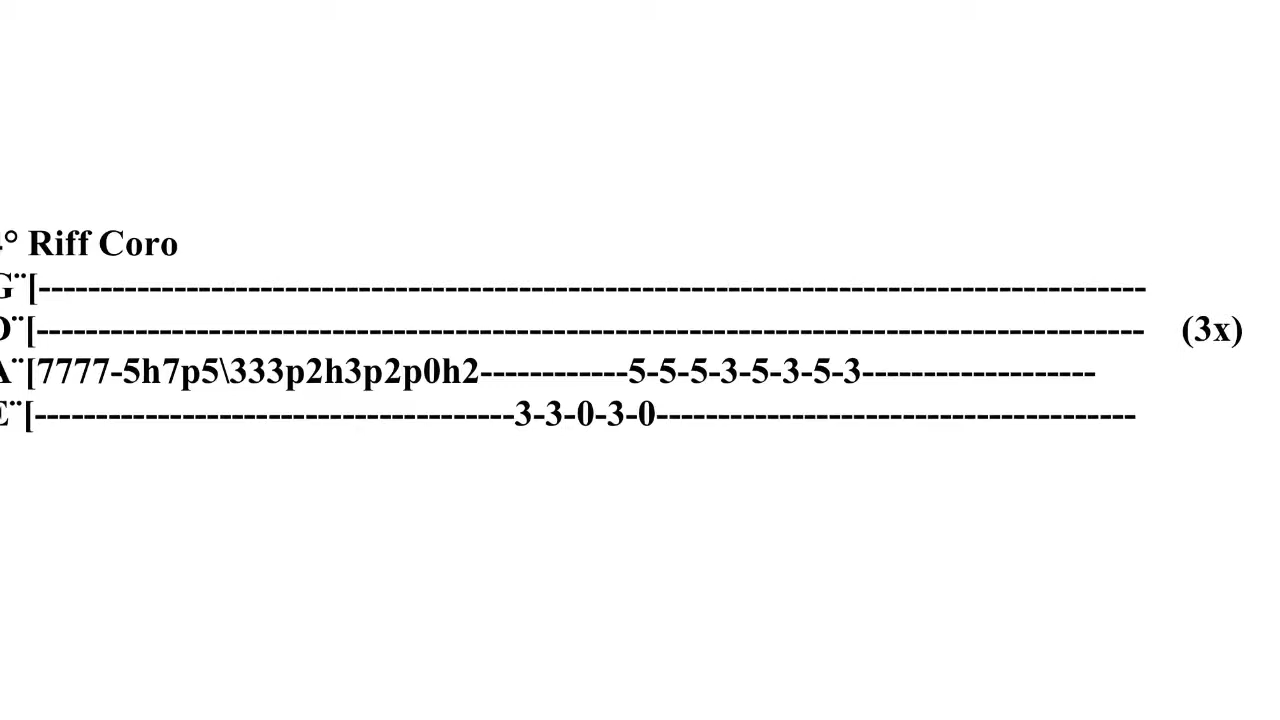 ° Riff Coro
G¨[------------------------------------------------------------------------------------------
D¨[------------------------------------------------------------------------------------------ (3x)
A¨[7777-5h7p5\333p2h3p2p0h2------------5-5-5-3-5-3-5-3-------------------
E¨[---------------------------------------3-3-0-3-0---------------------------------------